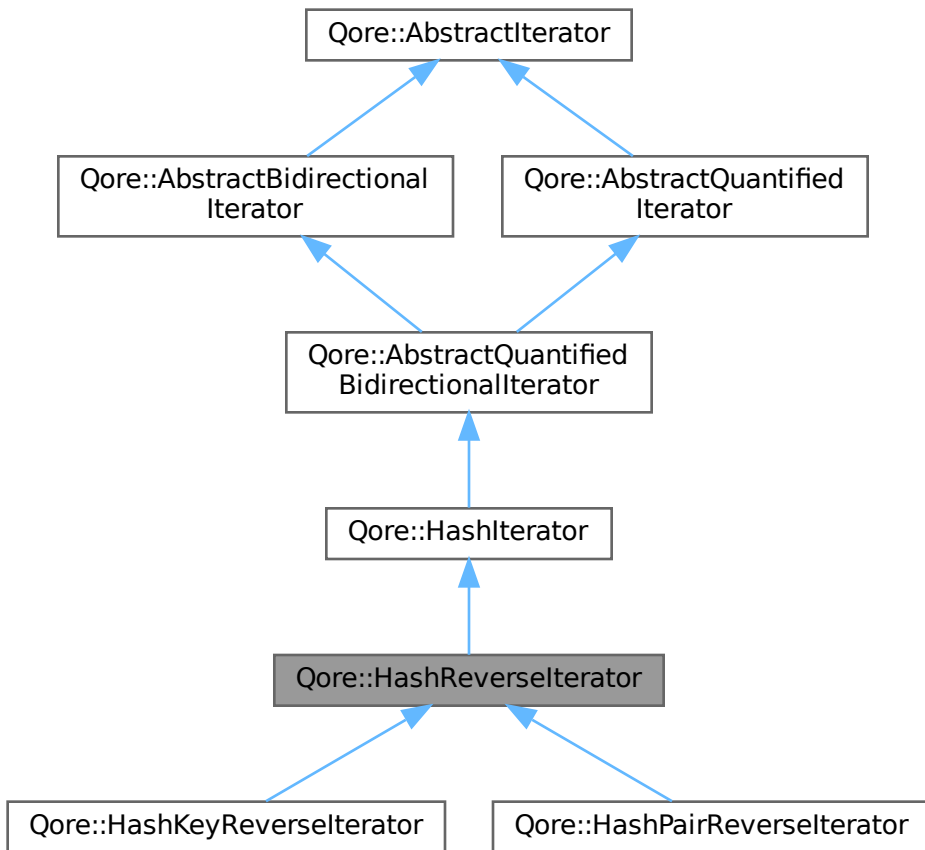 Qore::AbstractIterator
Qore::AbstractBidirectional
Iterator
Qore::AbstractQuantified
Iterator
Qore::AbstractQuantified
BidirectionalIterator
Qore::HashIterator
Qore::HashReverseIterator
Qore::HashKeyReverseIterator
Qore::HashPairReverseIterator